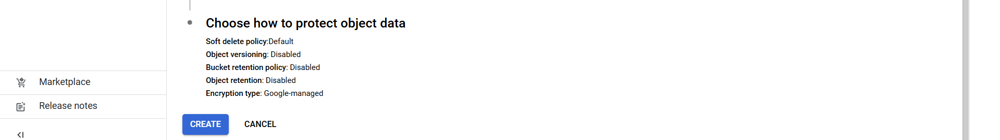 Choose how to protect object data
Soft delete policy:Default
Object versioning: Disabled
Bucket retention policy: Disabled
Object retention: Disabled
Encryption type: Google-managed
Marketplace
Release notes
CREATE CANCEL